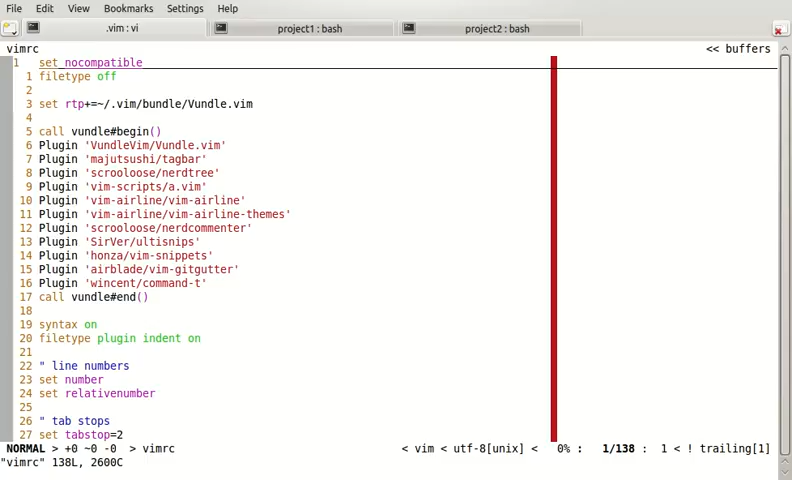 File Edit View Bookmarks Settings Help
.vim : vi project1 : bash project2 : bash
vimrc << buffers
1 set nocompatible
1 filetype off
2
3 set rtp+=~/.vim/bundle/Vundle.vim
4
5 call vundle#begin()
6 Plugin 'VundleVim/Vundle.vim'
7 Plugin 'majutsushi/tagbar'
8 Plugin 'scrooloose/nerdtree'
9 Plugin 'vim-scripts/a.vim'
10 Plugin 'vim-airline/vim-airline'
11 Plugin 'vim-airline/vim-airline-themes'
12 Plugin 'scrooloose/nerdcommenter'
13 Plugin 'SirVer/ultisnips'
14 Plugin 'honza/vim-snippets'
15 Plugin 'airblade/vim-gitgutter'
16 Plugin 'wincent/command-t'
17 call vundle#end()
18
19 syntax on
20 filetype plugin indent on
21
22 " line numbers
23 set number
24 set relativenumber
25
26 " tab stops
27 set tabstop=2
NORMAL > +0 ~0 -0 > vimrc < vim < utf-8[unix] < 0% : 1/138 : 1 < ! trailing[1]
"vimrc" 138L, 2600C